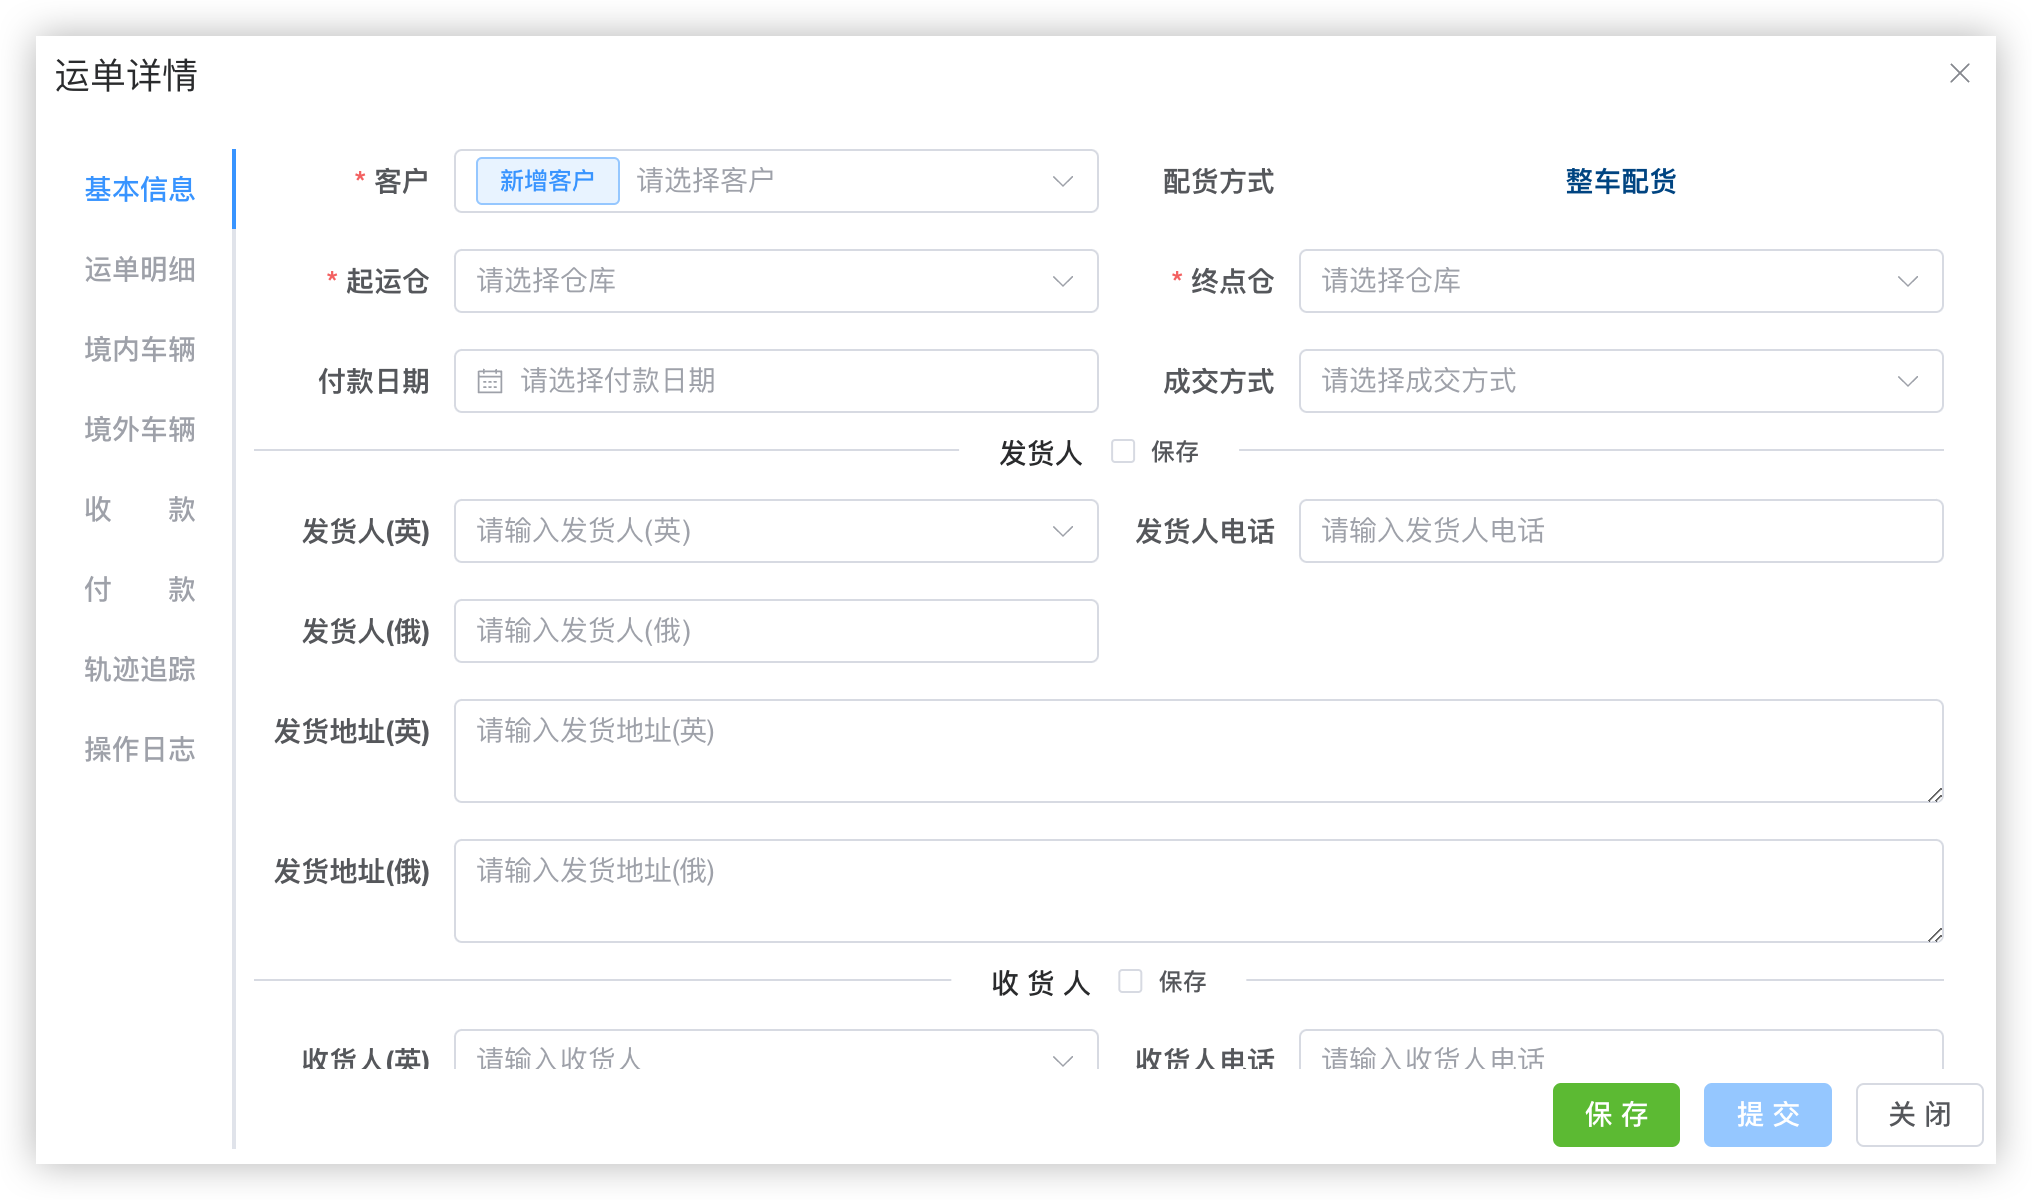 运单详情
基本信息
运单明细
境内车辆
境外车辆
收 款
付 款
轨迹追踪
操作日志
* 客户 新增客户 请选择客户 配货方式 整车配货
* 起运仓 请选择仓库 * 终点仓 请选择仓库
付款日期 请选择付款日期 成交方式 请选择成交方式
发货人 保存
发货人(英) 请输入发货人(英) 发货人电话 请输入发货人电话
发货人(俄) 请输入发货人(俄)
发货地址(英) 请输入发货地址(英)
发货地址(俄) 请输入发货地址(俄)
收 货 人 保存
收货人(英) 请输入收货人 收货人电话 请输入收货人电话
保 存 提 交 关 闭